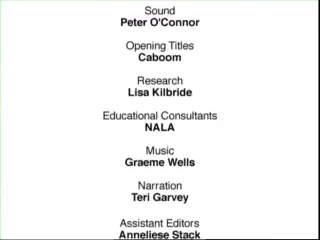 Sound
Peter O'Connor
Opening Titles
Caboom
Research
Lisa Kilbride
Educational Consultants
NALA
Music
Graeme Wells
Narration
Teri Garvey
Assistant Editors
Anneliese Stack